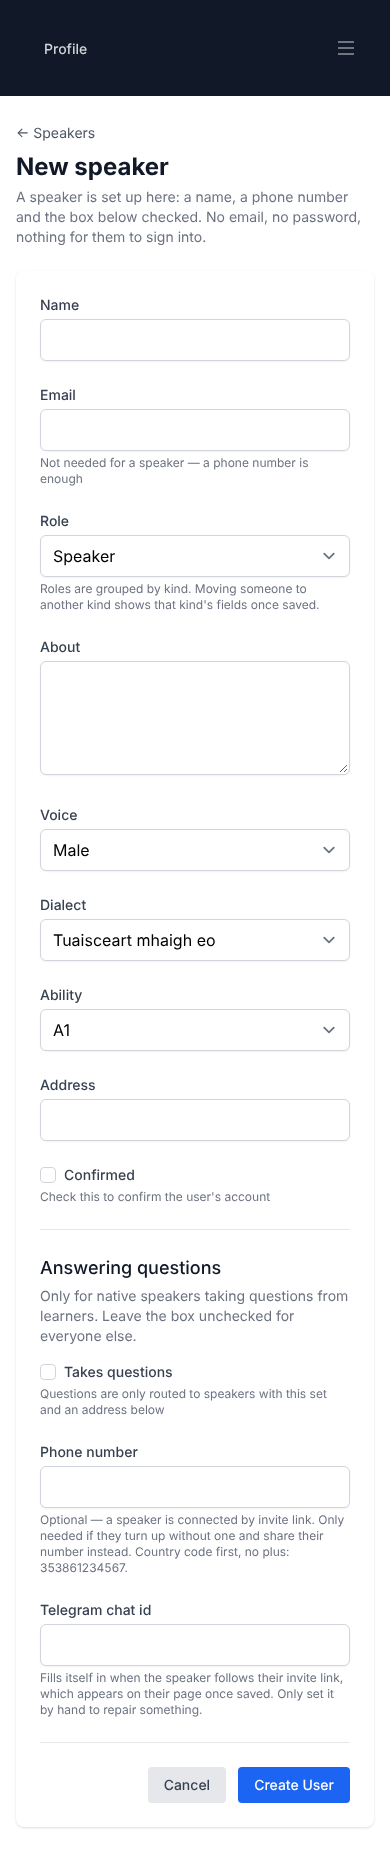 Profile
← Speakers
New speaker
A speaker is set up here: a name, a phone number
and the box below checked. No email, no password,
nothing for them to sign into.
Name
Email
Not needed for a speaker — a phone number is
enough
Role
Speaker
Roles are grouped by kind. Moving someone to
another kind shows that kind's fields once saved.
About
Voice
Male
Dialect
Tuaisceart mhaigh eo
Ability
A1
Address
Confirmed
Check this to confirm the user's account
Answering questions
Only for native speakers taking questions from
learners. Leave the box unchecked for
everyone else.
Takes questions
Questions are only routed to speakers with this set
and an address below
Phone number
Optional — a speaker is connected by invite link. Only
needed if they turn up without one and share their
number instead. Country code first, no plus:
353861234567.
Telegram chat id
Fills itself in when the speaker follows their invite link,
which appears on their page once saved. Only set it
by hand to repair something.
Cancel
Create User